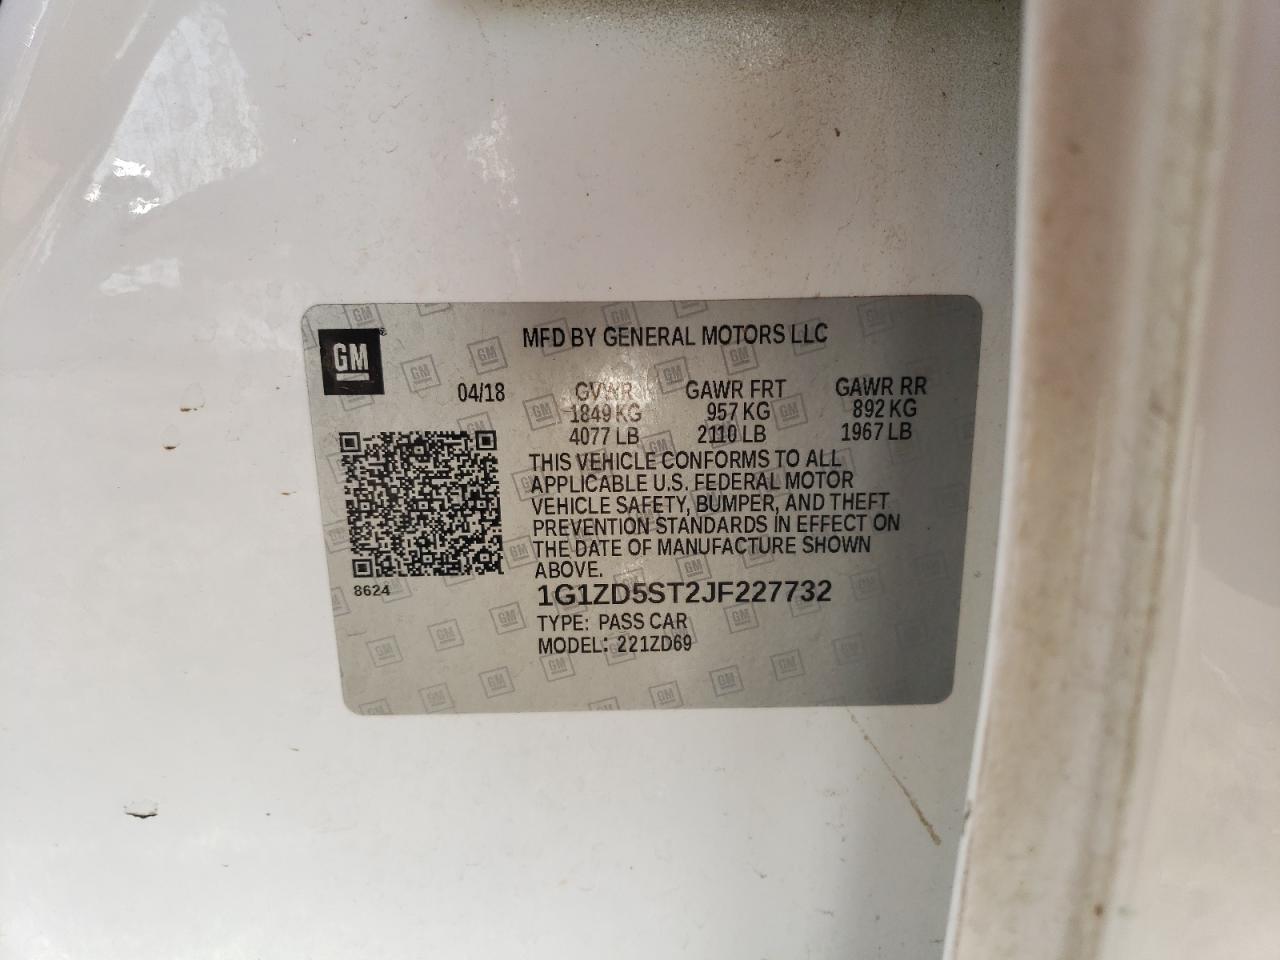 GM®
MFD BY GENERAL MOTORS LLC
04/18 GVWR GAWR FRT GAWR RR
1849 KG 957 KG 892 KG
4077 LB 2110 LB 1967 LB
THIS VEHICLE CONFORMS TO ALL
APPLICABLE U.S. FEDERAL MOTOR
VEHICLE SAFETY, BUMPER, AND THEFT
PREVENTION STANDARDS IN EFFECT ON
THE DATE OF MANUFACTURE SHOWN
ABOVE.
8624
1G1ZD5ST2JF227732
TYPE: PASS CAR
MODEL: 221ZD69